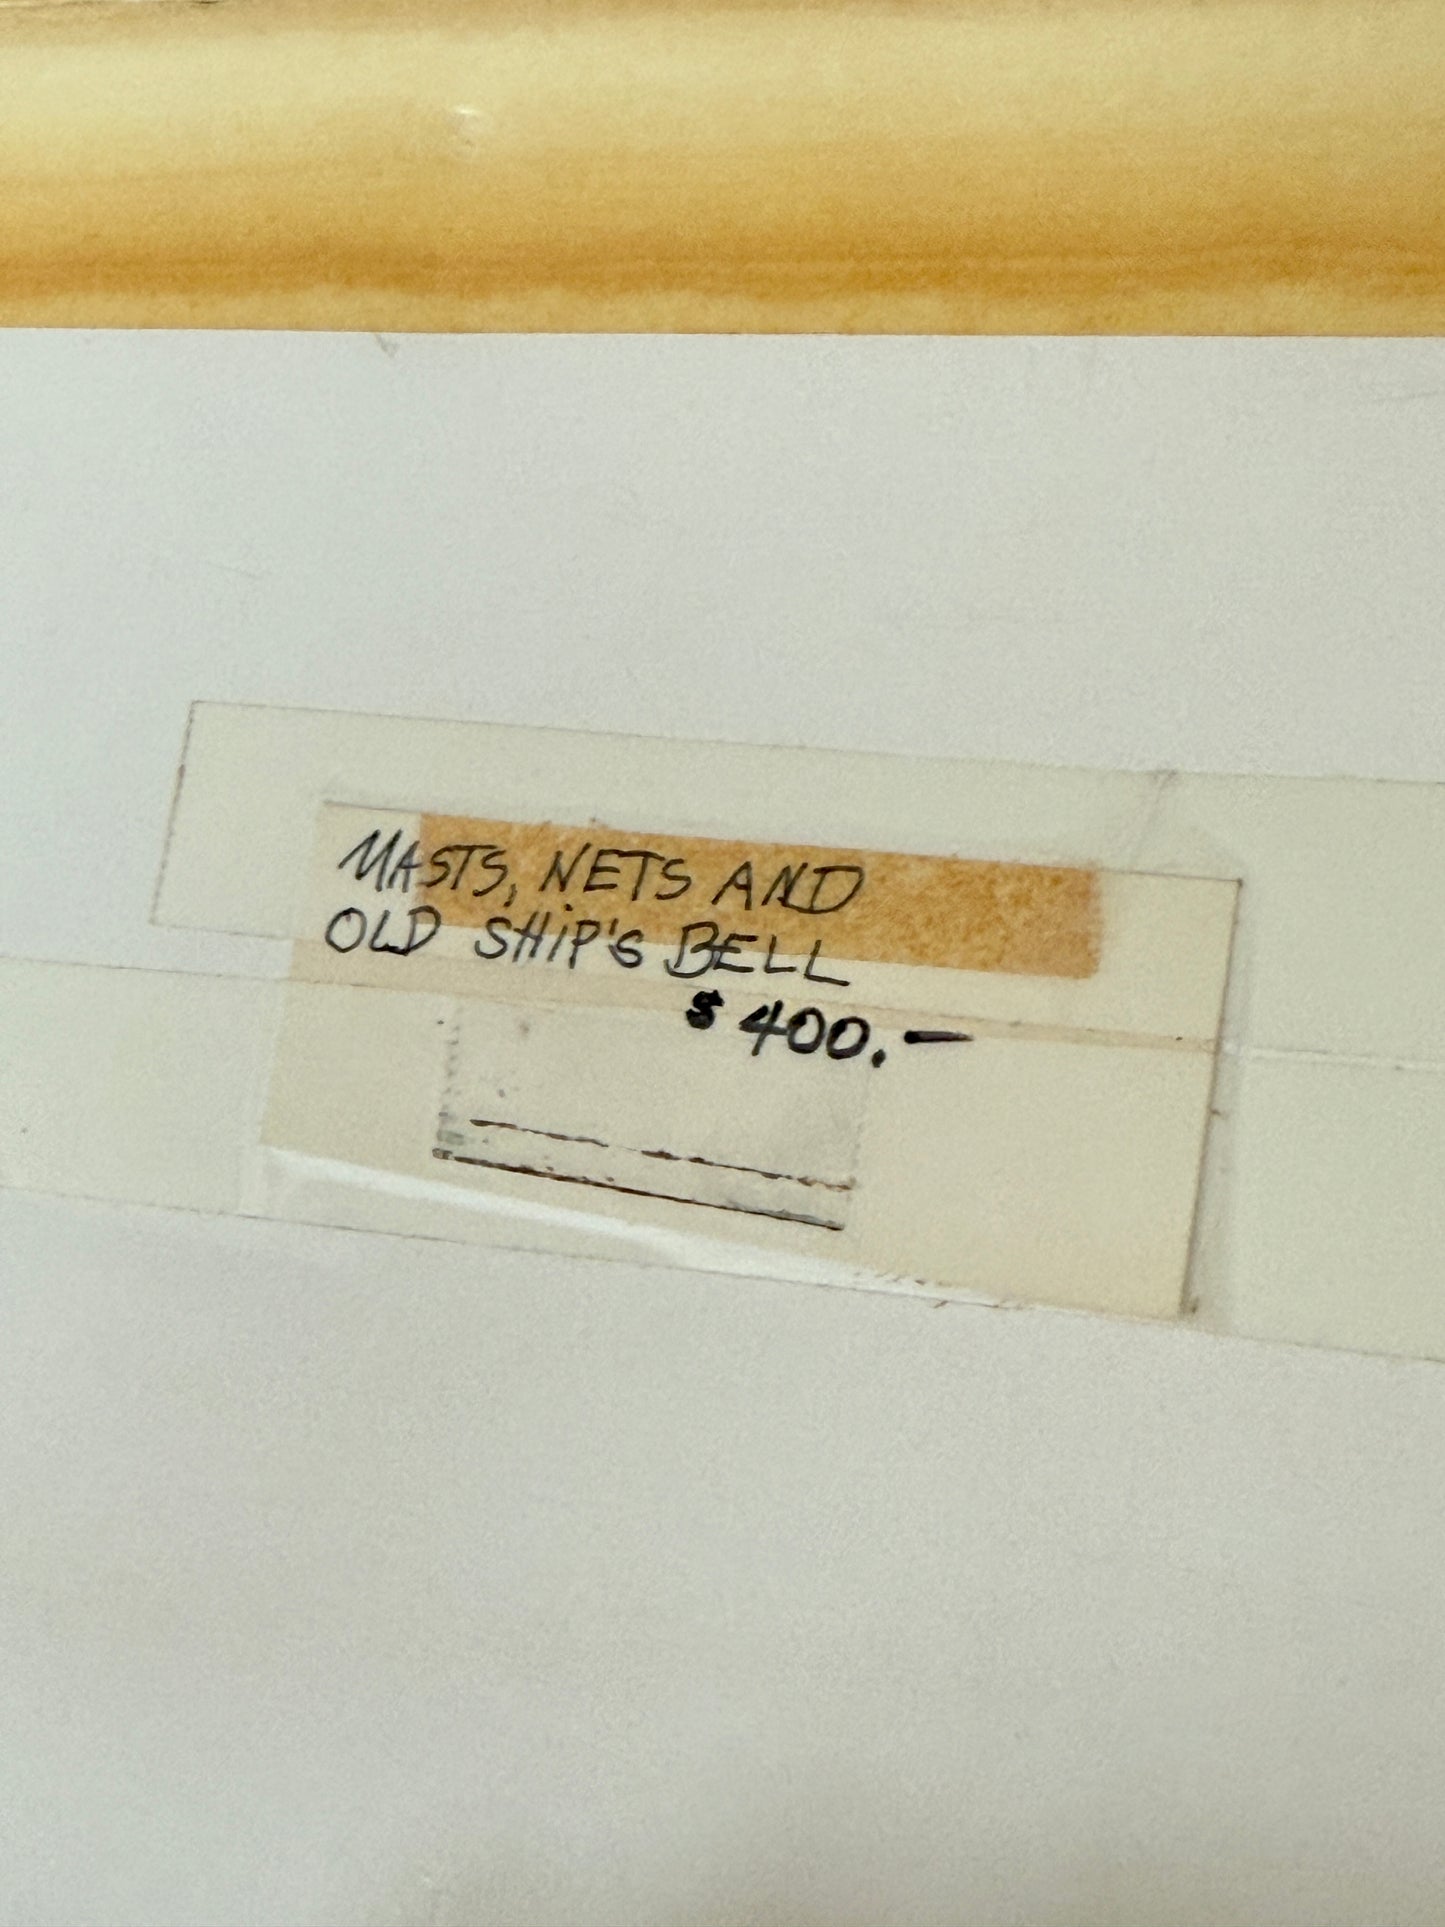 MASTS, NETS AND
OLD SHiP'S BELL
$ 400.—